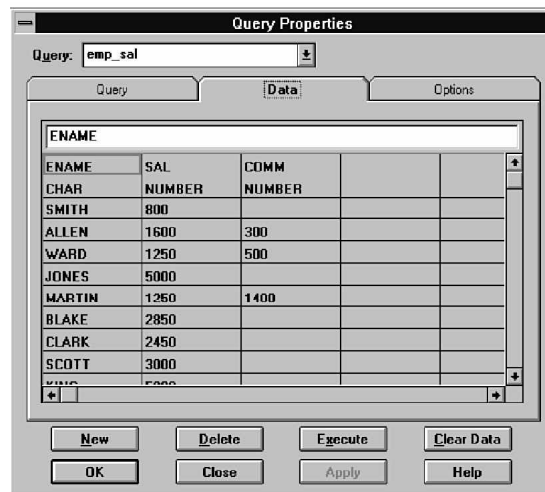 Query Properties
Query: emp_sal
Query Data Options
ENAME
ENAME SAL COMM
CHAR NUMBER NUMBER
SMITH 800
ALLEN 1600 300
WARD 1250 500
JONES 5000
MARTIN 1250 1400
BLAKE 2850
CLARK 2450
SCOTT 3000
New Delete Execute Clear Data
OK Close Apply Help